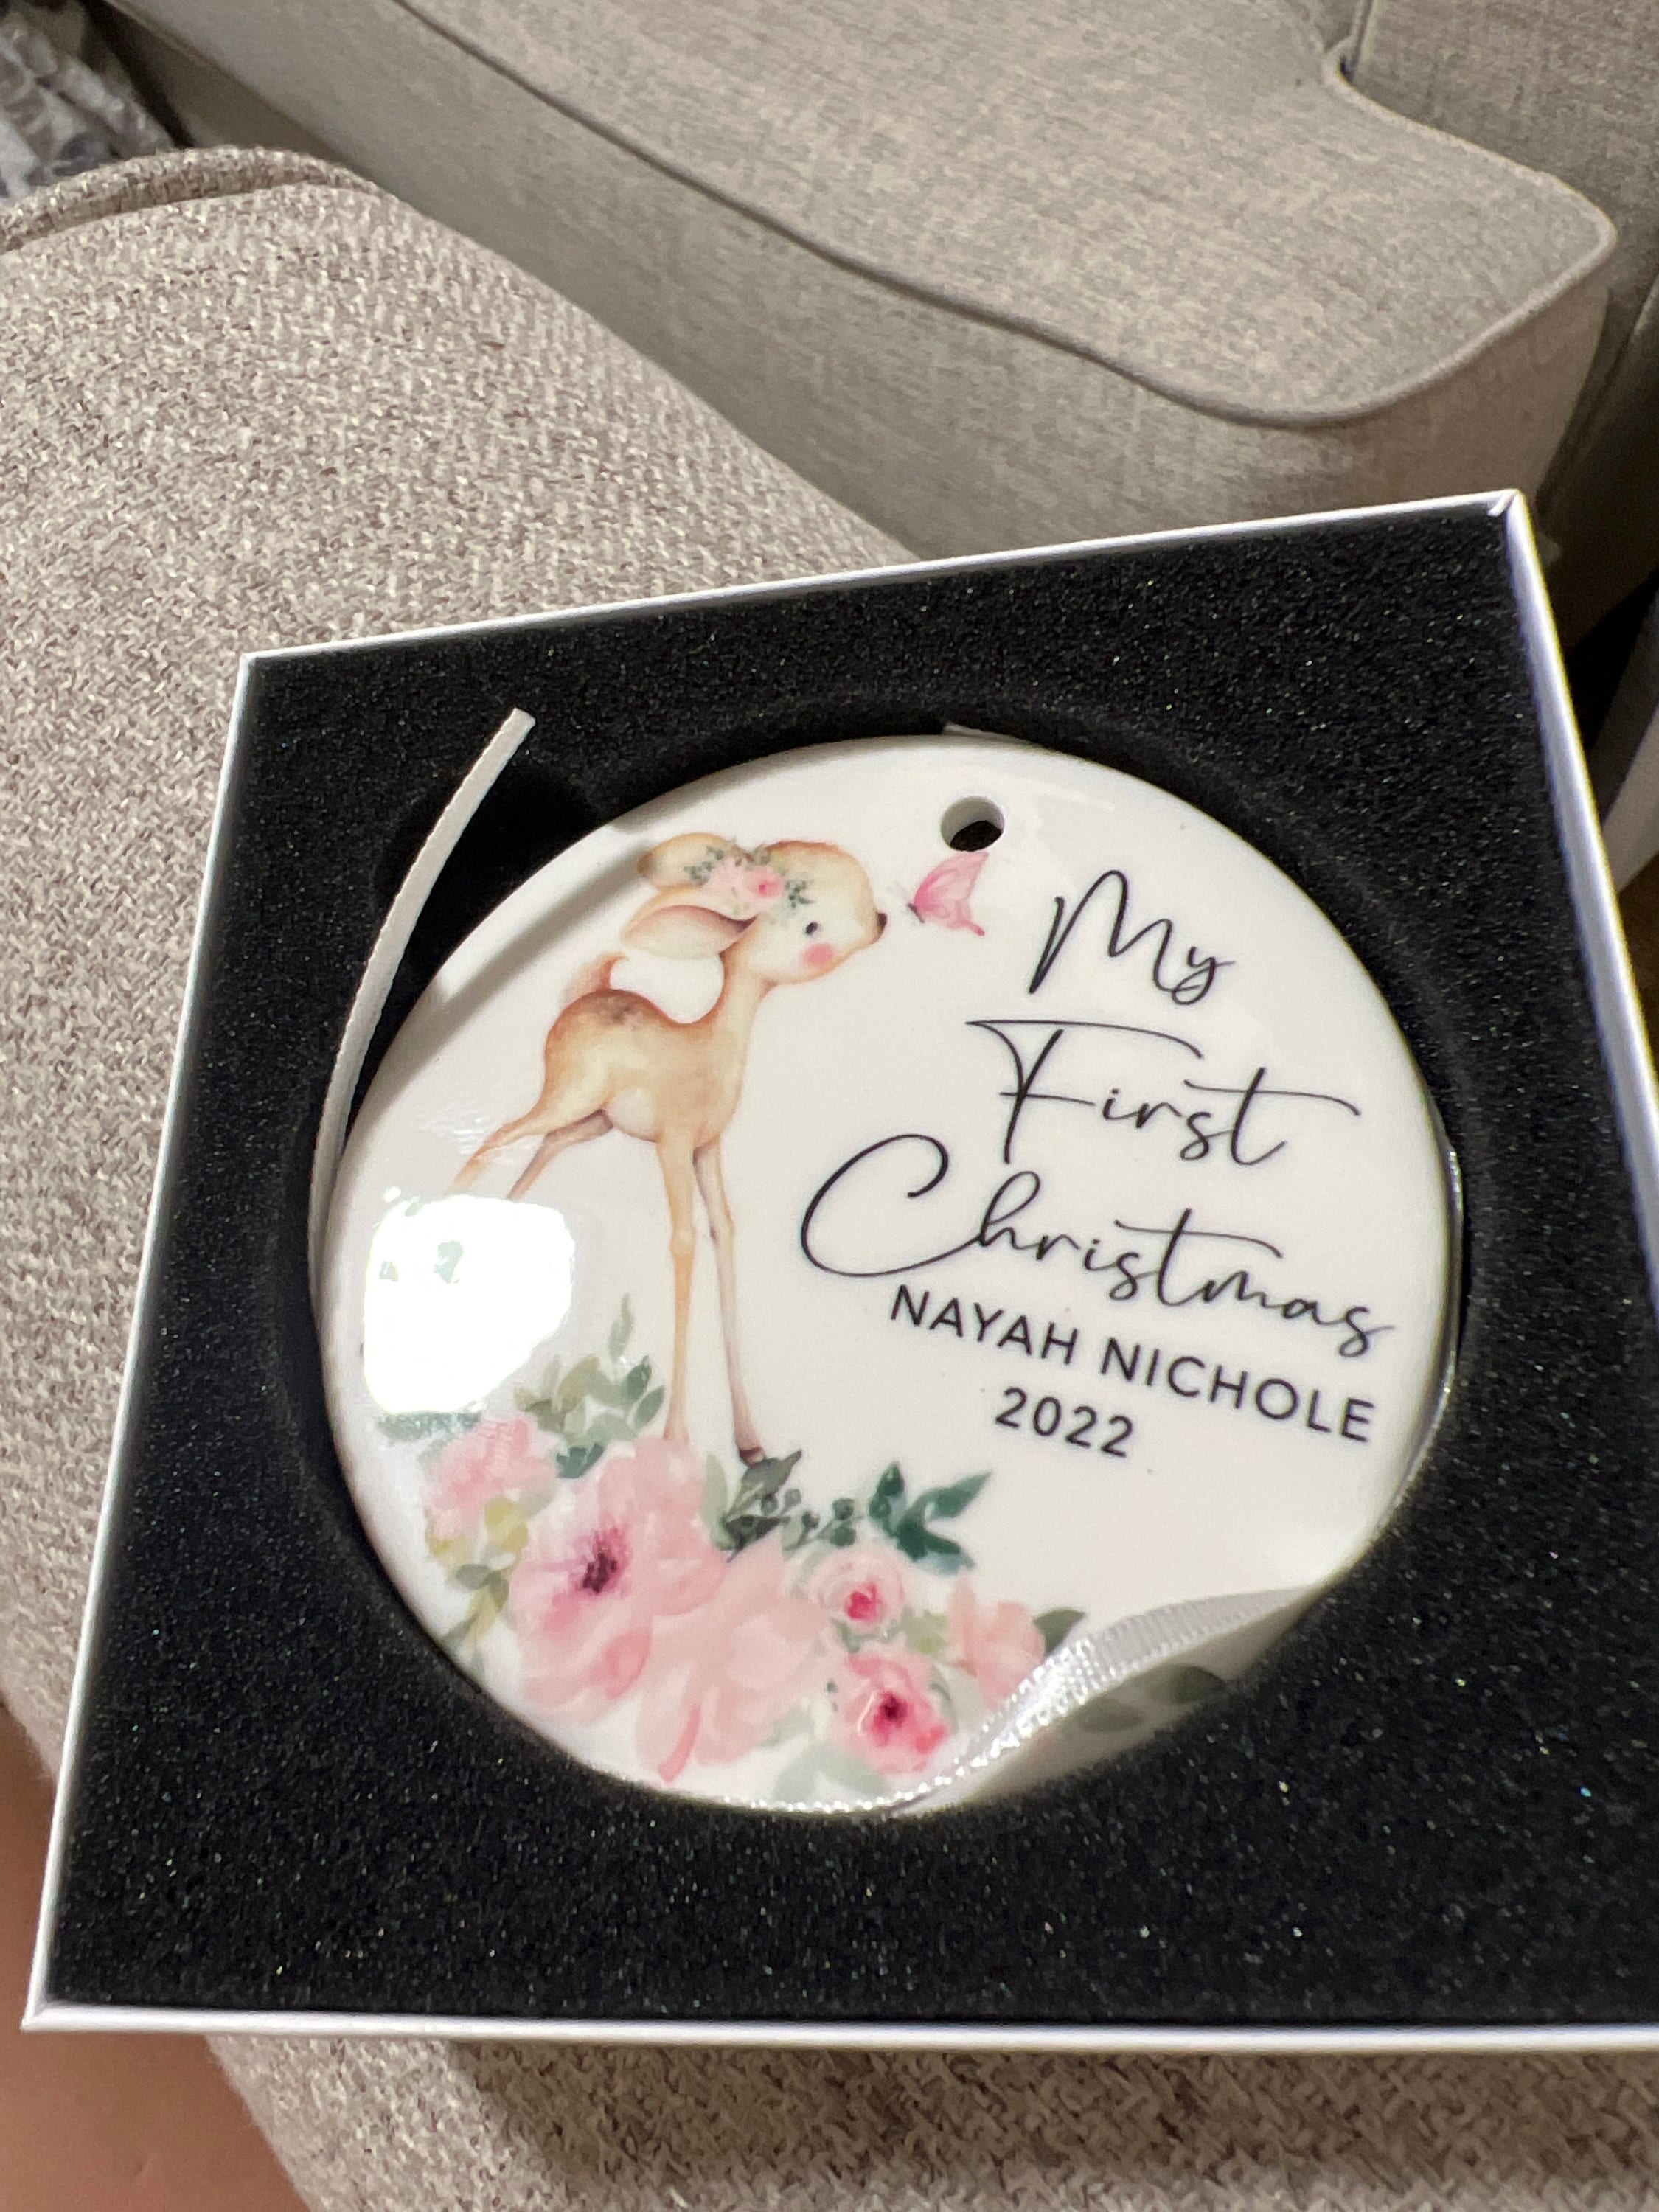 My
First
Christmas
NAYAH NICHOLE
2022